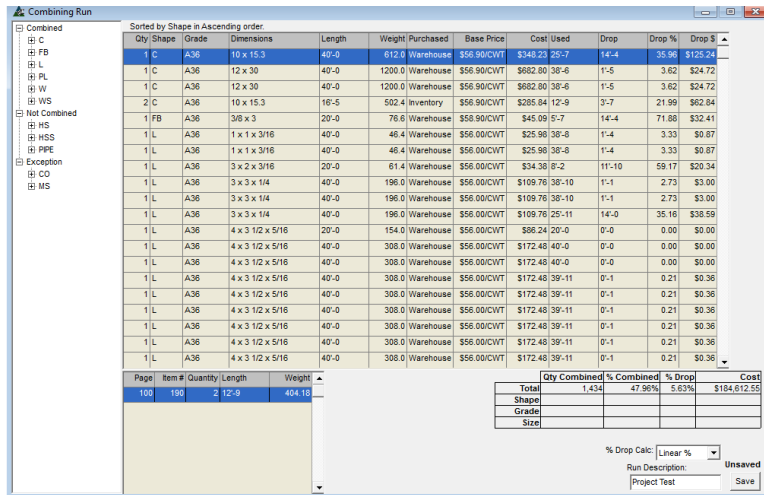 Combining Run
Combined
C
FB
L
PL
W
WS
Not Combined
HS
HSS
PIPE
Exception
CO
MS
Sorted by Shape in Ascending order.
Qty Shape Grade Dimensions Length Weight Purchased Base Price Cost Used Drop Drop % Drop $
1 C A36 10 x 15.3 40'-0 612.0 Warehouse $56.90/CWT $348.23 25'-7 14'-4 35.96 $125.24
1 C A36 12 x 30 40'-0 1200.0 Warehouse $56.90/CWT $682.80 38'-6 1'-5 3.62 $24.72
1 C A36 12 x 30 40'-0 1200.0 Warehouse $56.90/CWT $682.80 38'-6 1'-5 3.62 $24.72
2 C A36 10 x 15.3 16'-5 502.4 Inventory $56.90/CWT $285.84 12'-9 3'-7 21.99 $62.84
1 FB A36 3/8 x 3 20'-0 76.6 Warehouse $58.90/CWT $45.09 5'-7 14'-4 71.88 $32.41
1 L A36 1 x 1 x 3/16 40'-0 46.4 Warehouse $56.00/CWT $25.98 38'-8 1'-4 3.33 $0.87
1 L A36 1 x 1 x 3/16 40'-0 46.4 Warehouse $56.00/CWT $25.98 38'-8 1'-4 3.33 $0.87
1 L A36 3 x 2 x 3/16 20'-0 61.4 Warehouse $56.00/CWT $34.38 8'-2 11'-10 59.17 $20.34
1 L A36 3 x 3 x 1/4 40'-0 196.0 Warehouse $56.00/CWT $109.76 38'-10 1'-1 2.73 $3.00
1 L A36 3 x 3 x 1/4 40'-0 196.0 Warehouse $56.00/CWT $109.76 38'-10 1'-1 2.73 $3.00
1 L A36 3 x 3 x 1/4 40'-0 196.0 Warehouse $56.00/CWT $109.76 25'-11 14'-0 35.16 $38.59
1 L A36 4 x 3 1/2 x 5/16 20'-0 154.0 Warehouse $56.00/CWT $86.24 20'-0 0'-0 0.00 $0.00
1 L A36 4 x 3 1/2 x 5/16 40'-0 308.0 Warehouse $56.00/CWT $172.48 40'-0 0'-0 0.00 $0.00
1 L A36 4 x 3 1/2 x 5/16 40'-0 308.0 Warehouse $56.00/CWT $172.48 40'-0 0'-0 0.00 $0.00
1 L A36 4 x 3 1/2 x 5/16 40'-0 308.0 Warehouse $56.00/CWT $172.48 39'-11 0'-1 0.21 $0.36
1 L A36 4 x 3 1/2 x 5/16 40'-0 308.0 Warehouse $56.00/CWT $172.48 39'-11 0'-1 0.21 $0.36
1 L A36 4 x 3 1/2 x 5/16 40'-0 308.0 Warehouse $56.00/CWT $172.48 39'-11 0'-1 0.21 $0.36
1 L A36 4 x 3 1/2 x 5/16 40'-0 308.0 Warehouse $56.00/CWT $172.48 39'-11 0'-1 0.21 $0.36
1 L A36 4 x 3 1/2 x 5/16 40'-0 308.0 Warehouse $56.00/CWT $172.48 39'-11 0'-1 0.21 $0.36
1 L A36 4 x 3 1/2 x 5/16 40'-0 308.0 Warehouse $56.00/CWT $172.48 39'-11 0'-1 0.21 $0.36
Page Item # Quantity Length Weight
100 190 2 12'-9 404.18
Qty Combined % Combined % Drop Cost
Total 1,434 47.96% 5.63% $184,612.55
Shape
Grade
Size
% Drop Calc: Linear %
Run Description: Unsaved
Project Test Save